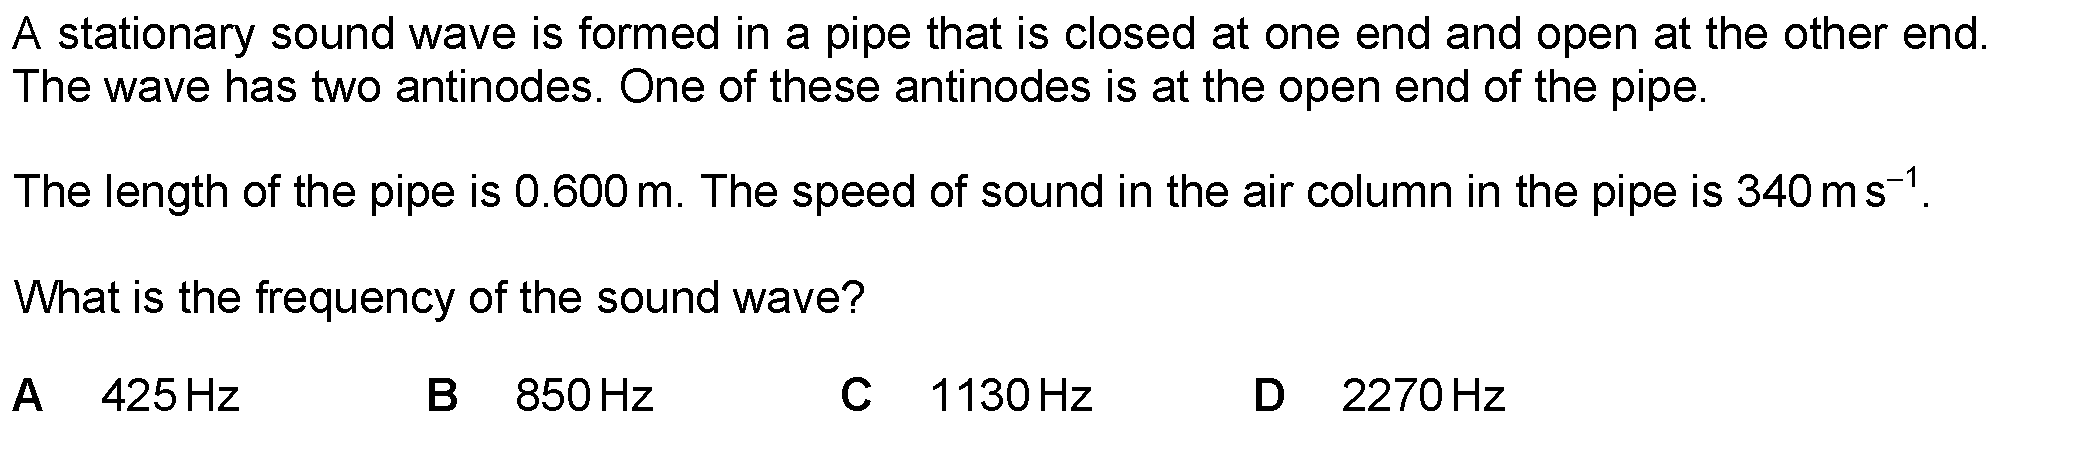 A stationary sound wave is formed in a pipe that is closed at one end and open at the other end.
The wave has two antinodes. One of these antinodes is at the open end of the pipe.
The length of the pipe is 0.600 m. The speed of sound in the air column in the pipe is 340 m s⁻¹.
What is the frequency of the sound wave?
A 425 Hz B 850 Hz C 1130 Hz D 2270 Hz